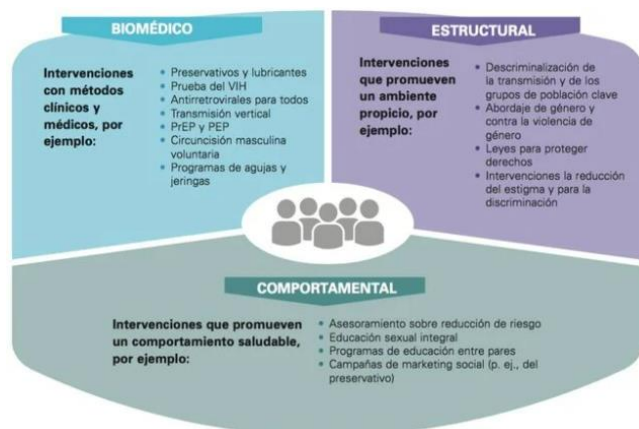 BIOMÉDICO
Intervenciones
con métodos
clínicos y
médicos, por
ejemplo:
• Preservativos y lubricantes
• Prueba del VIH
• Antirretrovirales para todos
• Transmisión vertical
• PrEP y PEP
• Circuncisión masculina
voluntaria
• Programas de agujas y
jeringas
ESTRUCTURAL
Intervenciones
que promueven
un ambiente
propicio, por
ejemplo:
• Descriminalización de
la transmisión y de los
grupos de población clave
• Abordaje de género y
contra la violencia de
género
• Leyes para proteger
derechos
• Intervenciones la reducción
del estigma y para la
discriminación
COMPORTAMENTAL
Intervenciones que promueven
un comportamiento saludable,
por ejemplo:
• Asesoramiento sobre reducción de riesgo
• Educación sexual integral
• Programas de educación entre pares
• Campañas de marketing social (p. ej., del
preservativo)